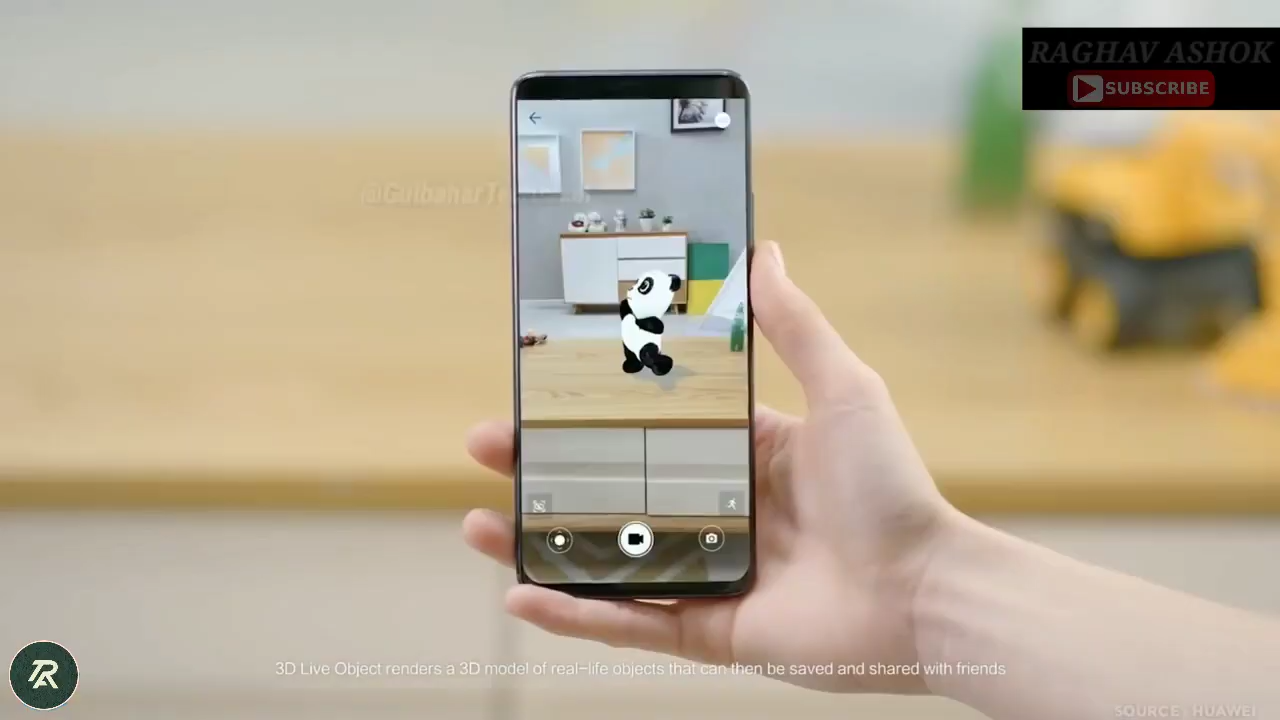 RAGHAV ASHOK
SUBSCRIBE
3D Live Object renders a 3D model of real-life objects that can then be saved and shared with friends
SOURCE : HUAWEI